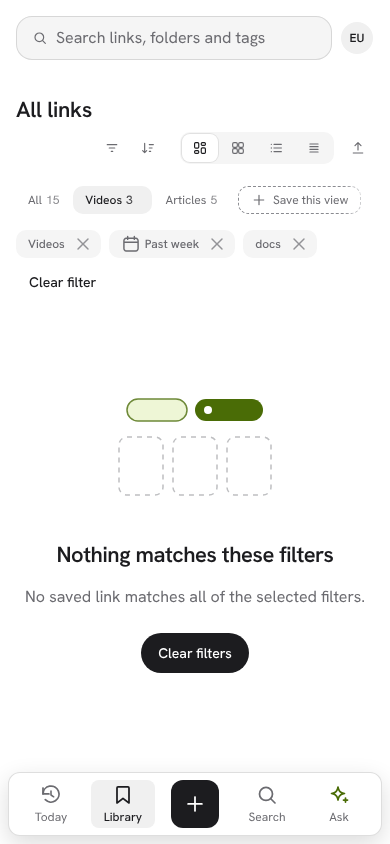 Search links, folders and tags
EU
All links
All 15
Videos 3
Articles 5
Save this view
Videos
Past week
docs
Clear filter
Nothing matches these filters
No saved link matches all of the selected filters.
Clear filters
Today
Library
Search
Ask